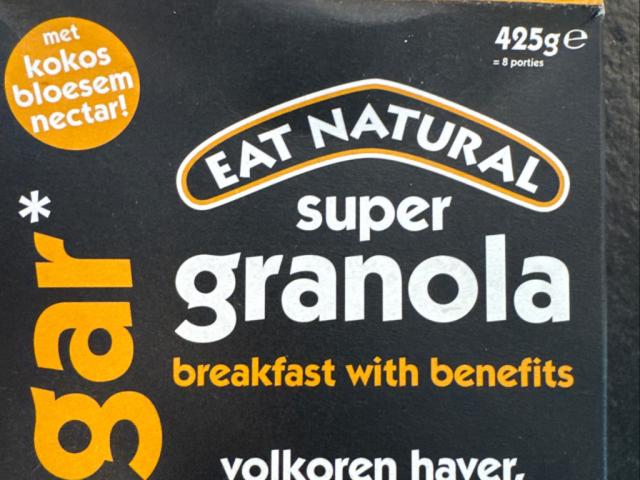 met
kokos
bloesem
nectar!
425g e
= 8 porties
EAT NATURAL
super
granola
breakfast with benefits
gar*
volkoren haver,